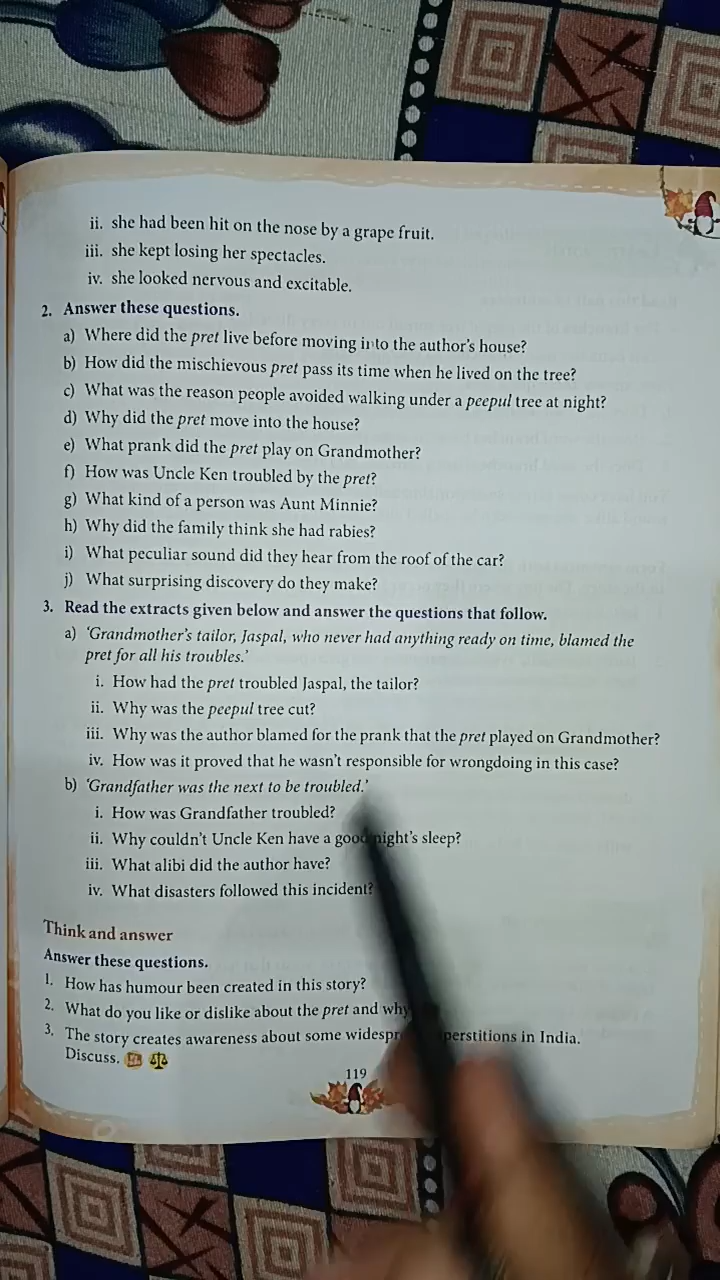 ii. she had been hit on the nose by a grape fruit.
iii. she kept losing her spectacles.
iv. she looked nervous and excitable.
2. Answer these questions.
a) Where did the pret live before moving into the author's house?
b) How did the mischievous pret pass its time when he lived on the tree?
c) What was the reason people avoided walking under a peepul tree at night?
d) Why did the pret move into the house?
e) What prank did the pret play on Grandmother?
f) How was Uncle Ken troubled by the pret?
g) What kind of a person was Aunt Minnie?
h) Why did the family think she had rabies?
i) What peculiar sound did they hear from the roof of the car?
j) What surprising discovery do they make?
3. Read the extracts given below and answer the questions that follow.
a) 'Grandmother's tailor, Jaspal, who never had anything ready on time, blamed the
pret for all his troubles.'
i. How had the pret troubled Jaspal, the tailor?
ii. Why was the peepul tree cut?
iii. Why was the author blamed for the prank that the pret played on Grandmother?
iv. How was it proved that he wasn't responsible for wrongdoing in this case?
b) 'Grandfather was the next to be troubled.'
i. How was Grandfather troubled?
ii. Why couldn't Uncle Ken have a good night's sleep?
iii. What alibi did the author have?
iv. What disasters followed this incident?
Think and answer
Answer these questions.
1. How has humour been created in this story?
2. What do you like or dislike about the pret and why
3. The story creates awareness about some in India.
Discuss.
119